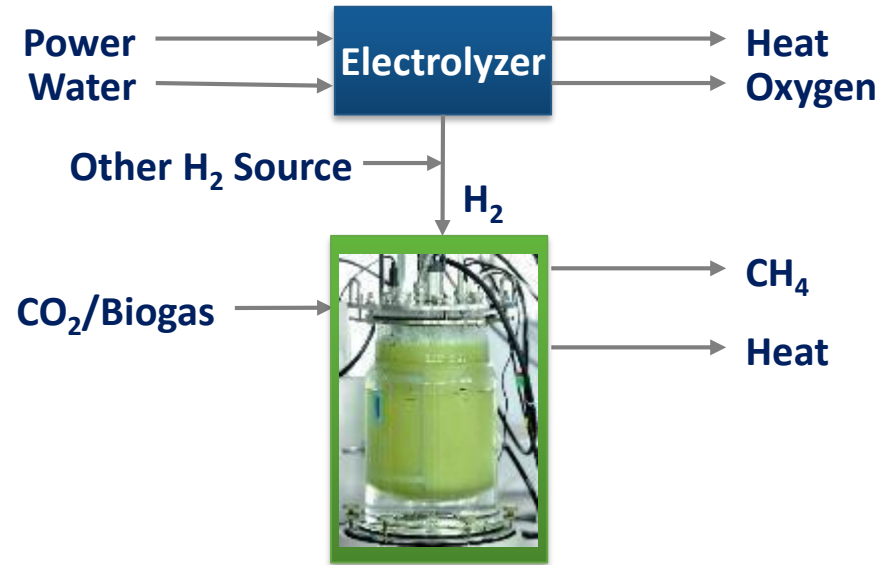 Power
Electrolyzer
Heat
Water
Oxygen
Other H₂ Source
H₂
CH₄
CO₂/Biogas
Heat